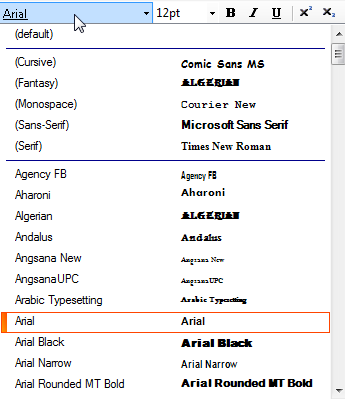 Arial 12pt B I U x² x₂
(default)
(Cursive) Comic Sans MS
(Fantasy) ALGERIAN
(Monospace) Courier New
(Sans-Serif) Microsoft Sans Serif
(Serif) Times New Roman
Agency FB Agency FB
Aharoni Aharoni
Algerian ALGERIAN
Andalus Andalus
Angsana New Angsana New
AngsanaUPC AngsanaUPC
Arabic Typesetting Arabic Typesetting
Arial Arial
Arial Black Arial Black
Arial Narrow Arial Narrow
Arial Rounded MT Bold Arial Rounded MT Bold